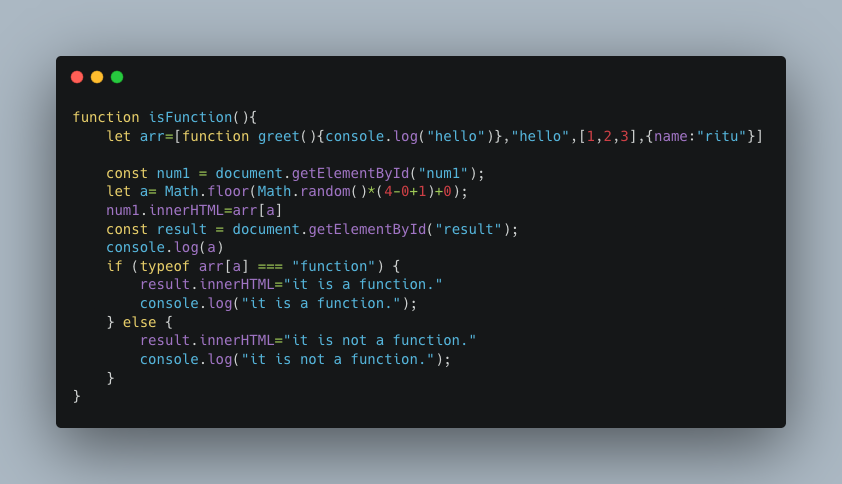 function isFunction(){
    let arr=[function greet(){console.log("hello")},"hello",[1,2,3],{name:"ritu"}]

    const num1 = document.getElementById("num1");
    let a= Math.floor(Math.random()*(4-0+1)+0);
    num1.innerHTML=arr[a]
    const result = document.getElementById("result");
    console.log(a)
    if (typeof arr[a] === "function") {
        result.innerHTML="it is a function."
        console.log("it is a function.");
    } else {
        result.innerHTML="it is not a function."
        console.log("it is not a function.");
    }
}